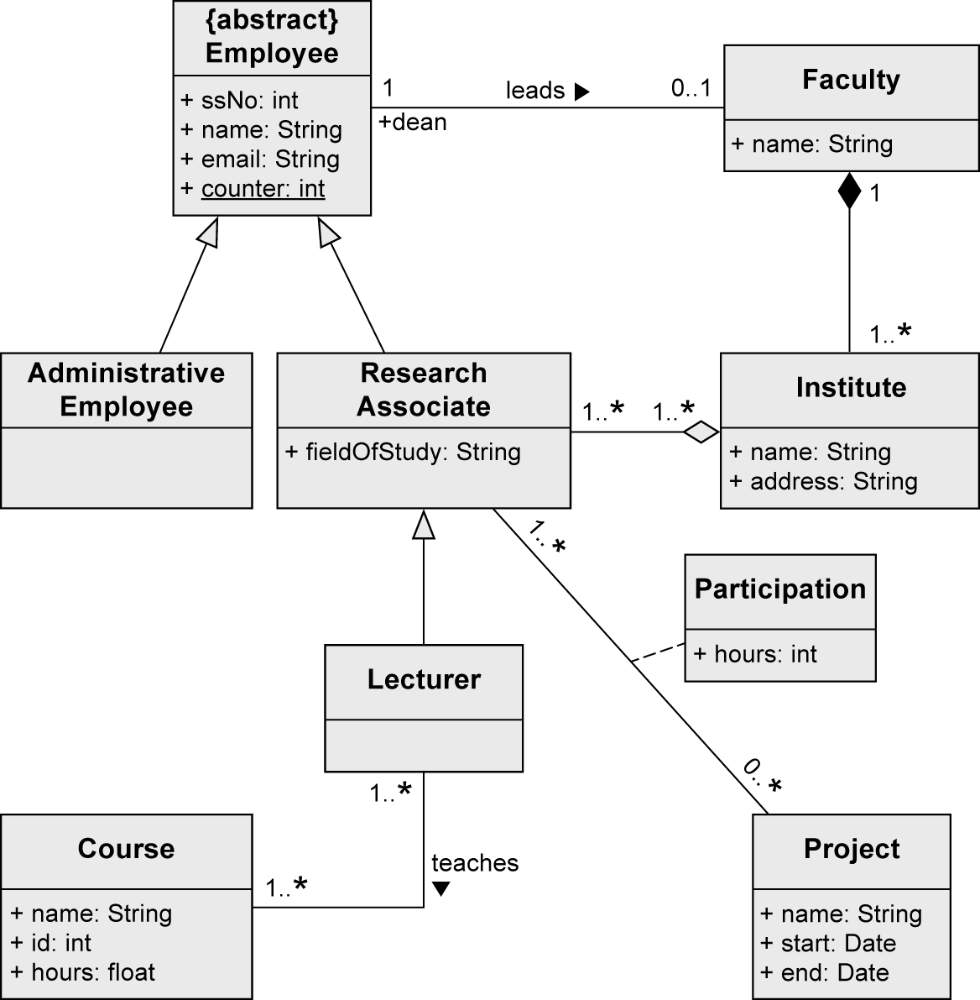 {abstract}
Employee
+ ssNo: int
+ name: String
+ email: String
+ counter: int
1
+dean
leads ▶
0..1
Faculty
+ name: String
1
1..*
Administrative
Employee
Research
Associate
+ fieldOfStudy: String
1..*
1..*
Institute
+ name: String
+ address: String
1..*
Participation
+ hours: int
0..*
Lecturer
1..*
teaches
▼
1..*
Course
+ name: String
+ id: int
+ hours: float
Project
+ name: String
+ start: Date
+ end: Date